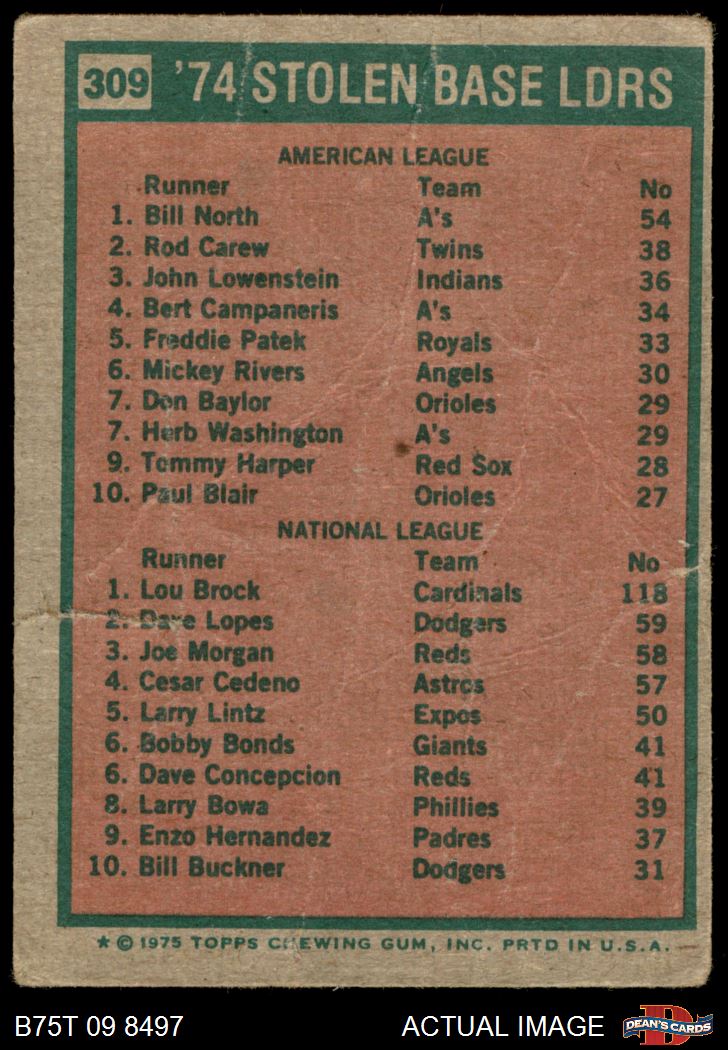 309 '74 STOLEN BASE LDRS
AMERICAN LEAGUE
Runner Team No
1. Bill North A's 54
2. Rod Carew Twins 38
3. John Lowenstein Indians 36
4. Bert Campaneris A's 34
5. Freddie Patek Royals 33
6. Mickey Rivers Angels 30
7. Don Baylor Orioles 29
7. Herb Washington A's 29
9. Tommy Harper Red Sox 28
10. Paul Blair Orioles 27
NATIONAL LEAGUE
Runner Team No
1. Lou Brock Cardinals 118
2. Dave Lopes Dodgers 59
3. Joe Morgan Reds 58
4. Cesar Cedeno Astros 57
5. Larry Lintz Expos 50
6. Bobby Bonds Giants 41
6. Dave Concepcion Reds 41
8. Larry Bowa Phillies 39
9. Enzo Hernandez Padres 37
10. Bill Buckner Dodgers 31
★ © 1975 TOPPS CHEWING GUM, INC. PRTD IN U.S.A.
B75T 09 8497 ACTUAL IMAGE DEAN'S CARDS